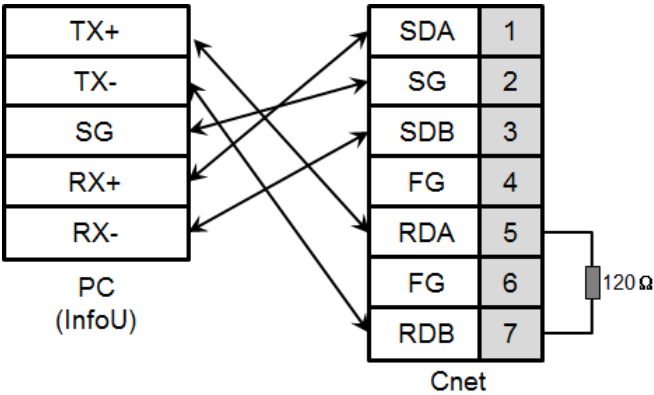 TX+
TX-
SG
RX+
RX-
PC
(InfoU)
SDA 1
SG 2
SDB 3
FG 4
RDA 5
FG 6
RDB 7
Cnet
120 Ω